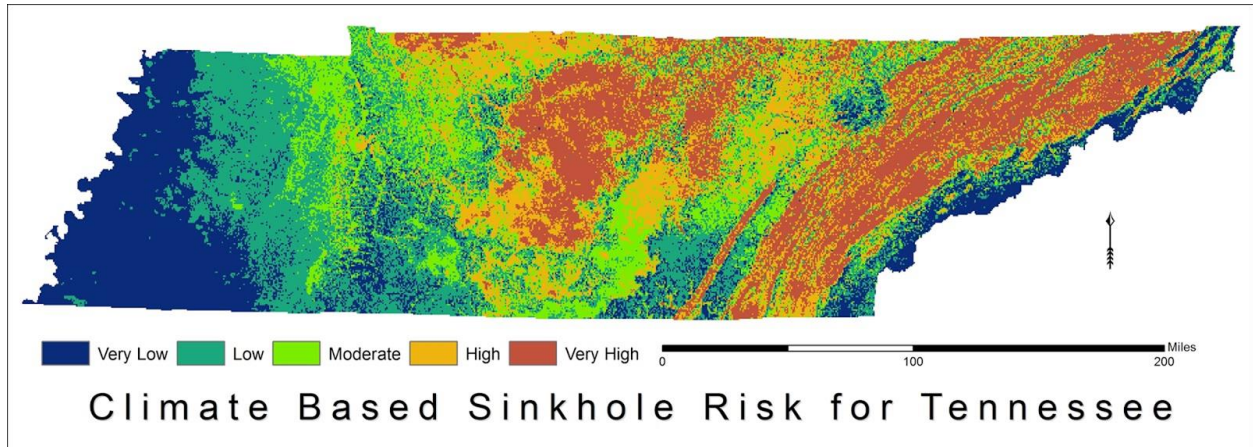 Very Low Low Moderate High Very High
Miles
0 100 200
Climate Based Sinkhole Risk for Tennessee